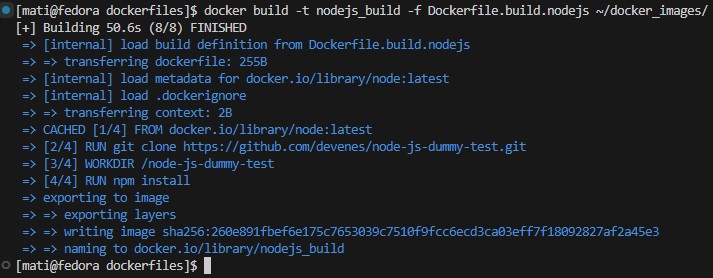 [mati@fedora dockerfiles]$ docker build -t nodejs_build -f Dockerfile.build.nodejs ~/docker_images/
[+] Building 50.6s (8/8) FINISHED
=> [internal] load build definition from Dockerfile.build.nodejs
=> => transferring dockerfile: 255B
=> [internal] load metadata for docker.io/library/node:latest
=> [internal] load .dockerignore
=> => transferring context: 2B
=> CACHED [1/4] FROM docker.io/library/node:latest
=> [2/4] RUN git clone https://github.com/devenes/node-js-dummy-test.git
=> [3/4] WORKDIR /node-js-dummy-test
=> [4/4] RUN npm install
=> exporting to image
=> => exporting layers
=> => writing image sha256:260e891fbef6e175c7653039c7510f9fcc6ecd3ca03eff7f18092827af2a45e3
=> => naming to docker.io/library/nodejs_build
[mati@fedora dockerfiles]$